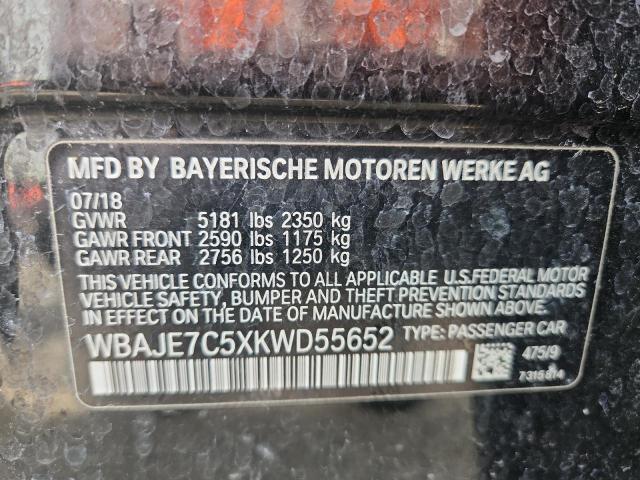 MFD BY BAYERISCHE MOTOREN WERKE AG
07/18
GVWR 5181 lbs 2350 kg
GAWR FRONT 2590 lbs 1175 kg
GAWR REAR 2756 lbs 1250 kg
THIS VEHICLE CONFORMS TO ALL APPLICABLE U.S.FEDERAL MOTOR
VEHICLE SAFETY, BUMPER AND THEFT PREVENTION STANDARDS
IN EFFECT ON THE DATE OF MANUFACTURE SHOWN ABOVE.
WBAJE7C5XKWD55652 TYPE: PASSENGER CAR
475/9
7315814